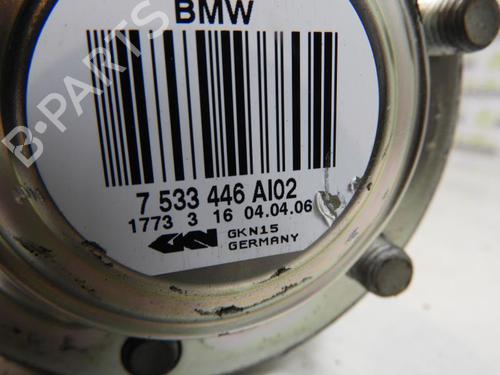 BMW
7 533 446 AI02
1773 3 16 04.04.06
GKN GKN15
GERMANY
B-PARTS